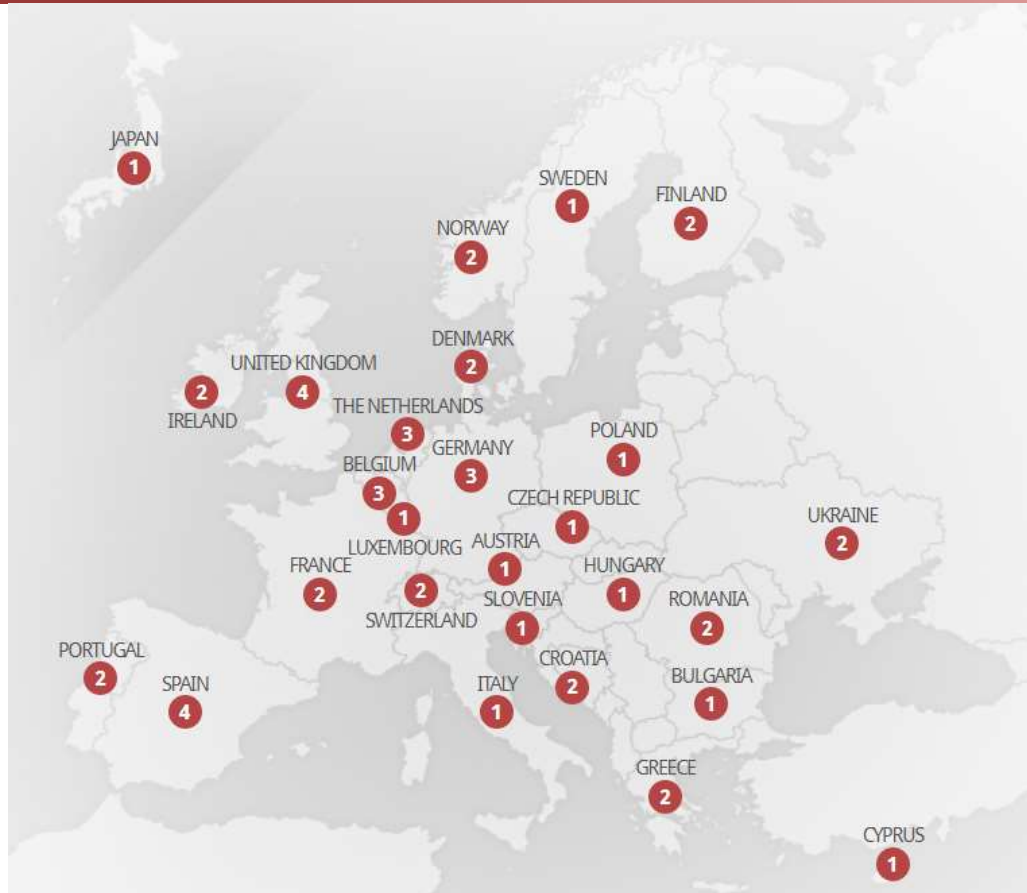 JAPAN
1
SWEDEN
1
FINLAND
2
NORWAY
2
DENMARK
2
UNITED KINGDOM
4
2
IRELAND
THE NETHERLANDS
3
GERMANY
3
BELGIUM
3
1
LUXEMBOURG
POLAND
1
CZECH REPUBLIC
1
UKRAINE
2
AUSTRIA
1
FRANCE
2
2
SWITZERLAND
HUNGARY
1
SLOVENIA
1
ROMANIA
2
PORTUGAL
2
SPAIN
4
ITALY
1
CROATIA
2
BULGARIA
1
GREECE
2
CYPRUS
1